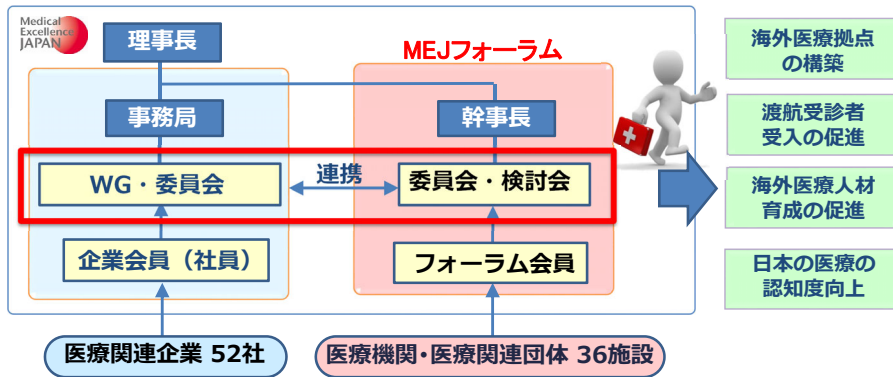 Medical
Excellence
JAPAN
理事長
MEJフォーラム
事務局
幹事長
WG・委員会
連携
委員会・検討会
企業会員（社員）
フォーラム会員
医療関連企業 52社
医療機関・医療関連団体 36施設
海外医療拠点
の構築
渡航受診者
受入の促進
海外医療人材
育成の促進
日本の医療の
認知度向上